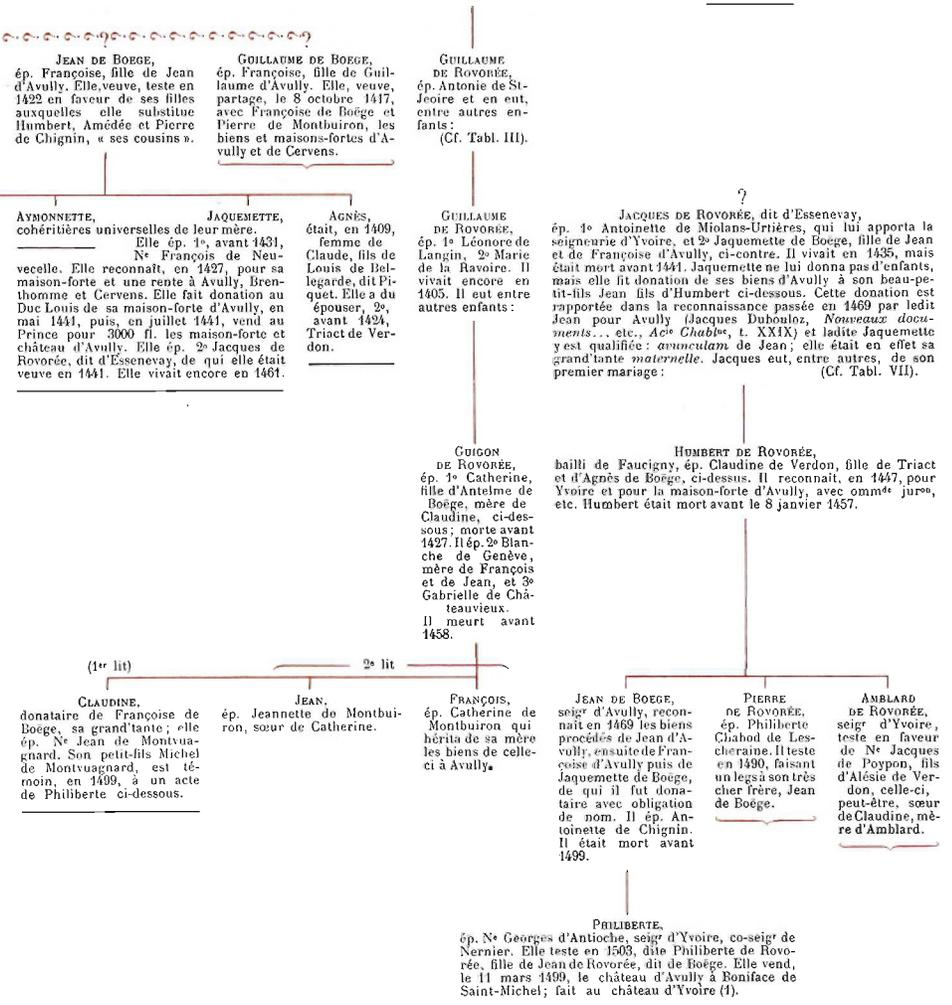 ?
JEAN DE BOEGE,
ép. Françoise, fille de Jean
d'Avully. Elle, veuve, teste en
1422 en faveur de ses filles
auxquelles elle substitue
Humbert, Amédée et Pierre
de Chignin, « ses cousins ».
?
GUILLAUME DE BOEGE,
ép. Françoise, fille de Guil-
laume d'Avully. Elle, veuve,
partage, le 8 octobre 1417,
avec Françoise de Boëge et
Pierre de Montbuiron, les
biens et maisons-fortes d'A-
vully et de Cervens.
GUILLAUME
DE ROVORÉE,
ép. Antonie de St-
Jeoire et en eut,
entre autres en-
fants :
(Cf. Tabl. III).
AYMONNETTE, JAQUEMETTE,
cohéritières universelles de leur mère.
Elle ép. 1º, avant 1431,
Ne François de Neu-
vecelle. Elle reconnaît, en 1427, pour sa
maison-forte et une rente à Avully, Bren-
thomme et Cervens. Elle fait donation au
Duc Louis de sa maison-forte d'Avully, en
mai 1441, puis, en juillet 1441, vend au
Prince pour 3000 fl. les maison-forte et
château d'Avully. Elle ép. 2º Jacques de
Rovorée, dit d'Essenevay, de qui elle était
veuve en 1441. Elle vivait encore en 1461.
AGNÈS,
était, en 1409,
femme de
Claude, fils de
Louis de Bel-
legarde, dit Pi-
quet. Elle a du
épouser, 2º,
avant 1424,
Triact de Ver-
don.
GUILLAUME
DE ROVORÉE,
ép. 1º Léonore de
Langin, 2º Marie
de la Ravoire. Il
vivait encore en
1405. Il eut entre
autres enfants :
?
JACQUES DE ROVORÉE, dit d'Essenevay,
ép. 1º Antoinette de Miolans-Urtières, qui lui apporta la
seigneurie d'Yvoire, et 2º Jaquemette de Boëge, fille de Jean
et de Françoise d'Avully, ci-contre. Il vivait en 1435, mais
était mort avant 1441. Jaquemette ne lui donna pas d'enfants,
mais elle fit donation de ses biens d'Avully à son beau-pe-
tit-fils Jean fils d'Humbert ci-dessous. Cette donation est
rapportée dans la reconnaissance passée en 1469 par ledit
Jean pour Avully (Jacques Dubouloz, Nouveaux docu-
ments... etc., Acie Chablse, t. XXIX) et ladite Jaquemette
y est qualifiée : avunculam de Jean ; elle était en effet sa
grand'tante maternelle. Jacques eut, entre autres, de son
premier mariage : (Cf. Tabl. VII).
GUIGON
DE ROVORÉE,
ép. 1º Catherine,
fille d'Antelme de
Boëge, mère de
Claudine, ci-des-
sous ; morte avant
1427. Il ép. 2º Blan-
che de Genève,
mère de François
et de Jean, et 3º
Gabrielle de Châ-
teauvieux.
Il meurt avant
1458.
HUMBERT DE ROVORÉE,
bailli de Faucigny, ép. Claudine de Verdon, fille de Triact
et d'Agnès de Boëge, ci-dessus. Il reconnaît, en 1447, pour
Yvoire et pour la maison-forte d'Avully, avec ommde juron,
etc. Humbert était mort avant le 8 janvier 1457.
(1er lit) 2e lit
CLAUDINE,
donataire de Françoise de
Boëge, sa grand'tante ; elle
ép. Ne Jean de Montvua-
gnard. Son petit-fils Michel
de Montvuagnard, est té-
moin, en 1499, à un acte
de Philiberte ci-dessous.
JEAN,
ép. Jeannette de Montbui-
ron, sœur de Catherine.
FRANÇOIS,
ép. Catherine de
Montbuiron qui
hérita de sa mère
les biens de celle-
ci à Avully.
JEAN DE BOEGE,
seigr d'Avully, recon-
naît en 1469 les biens
procédés de Jean d'A-
vully, ensuite de Fran-
çoise d'Avully puis de
Jaquemette de Boëge,
de qui il fut dona-
taire avec obligation
de nom. Il ép. An-
toinette de Chignin.
Il était mort avant
1499.
PIERRE
DE ROVORÉE,
ép. Philiberte
Chabod de Les-
cheraine. Il teste
en 1490, faisant
un legs à son très
cher frère, Jean
de Boëge.
AMBLARD
DE ROVORÉE,
seigr d'Yvoire,
teste en faveur
de Ne Jacques
de Poypon, fils
d'Alésie de Ver-
don, celle-ci,
peut-être, sœur
de Claudine, mè-
re d'Amblard.
PHILIBERTE,
ép. Ne Georges d'Antioche, seigr d'Yvoire, co-seigr de
Nernier. Elle teste en 1503, dite Philiberte de Rovo-
rée, fille de Jean de Rovorée, dit de Boëge. Elle vend,
le 11 mars 1499, le château d'Avully à Boniface de
Saint-Michel ; fait au château d'Yvoire (1).